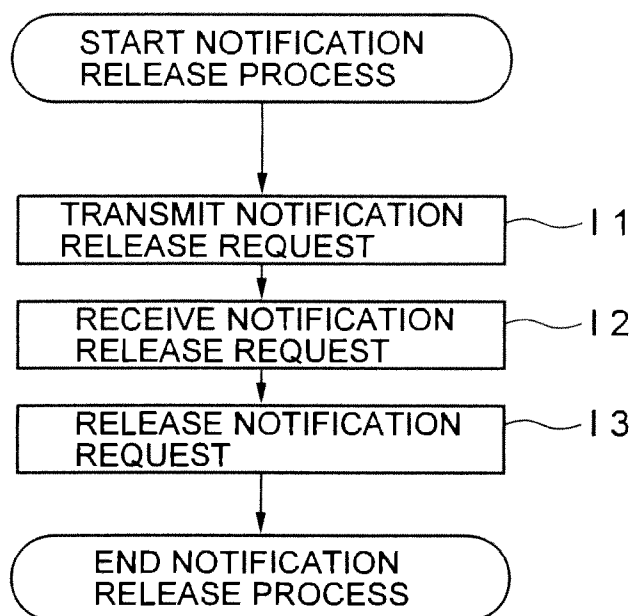 START NOTIFICATION
RELEASE PROCESS
TRANSMIT NOTIFICATION
RELEASE REQUEST
I 1
RECEIVE NOTIFICATION
RELEASE REQUEST
I 2
RELEASE NOTIFICATION
REQUEST
I 3
END NOTIFICATION
RELEASE PROCESS